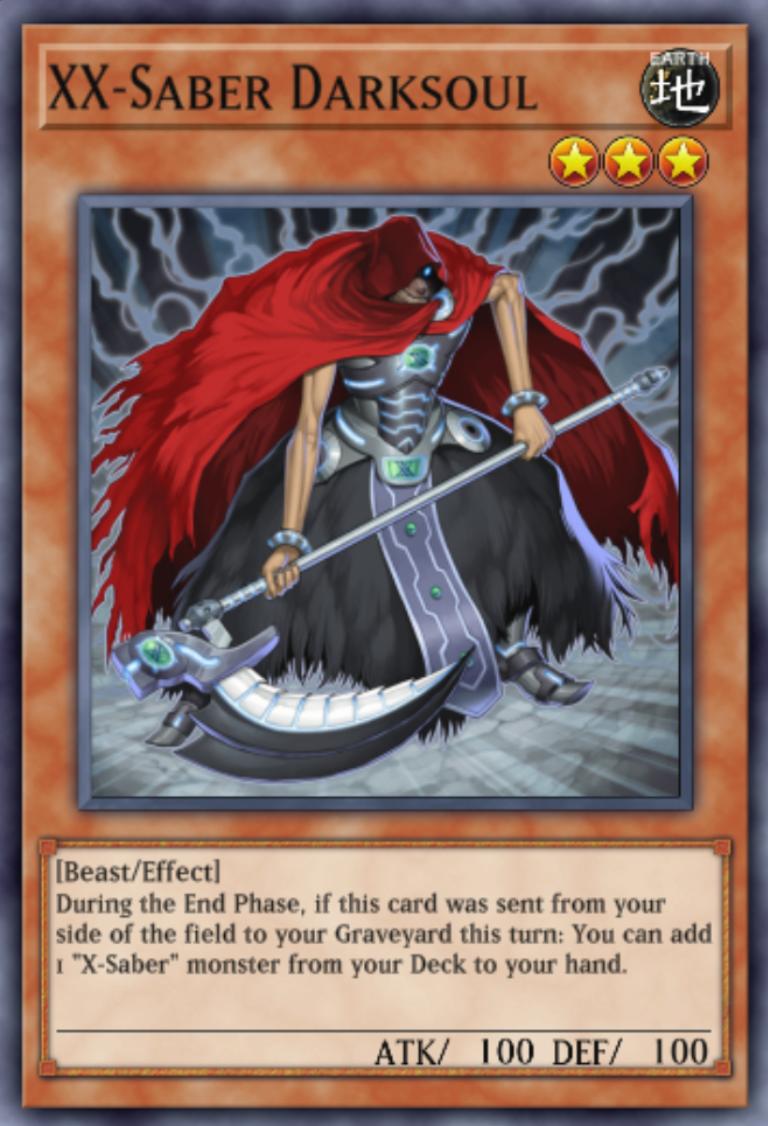 XX-Saber Darksoul
EARTH
地
[Beast/Effect]
During the End Phase, if this card was sent from your
side of the field to your Graveyard this turn: You can add
1 "X-Saber" monster from your Deck to your hand.
ATK/ 100 DEF/ 100